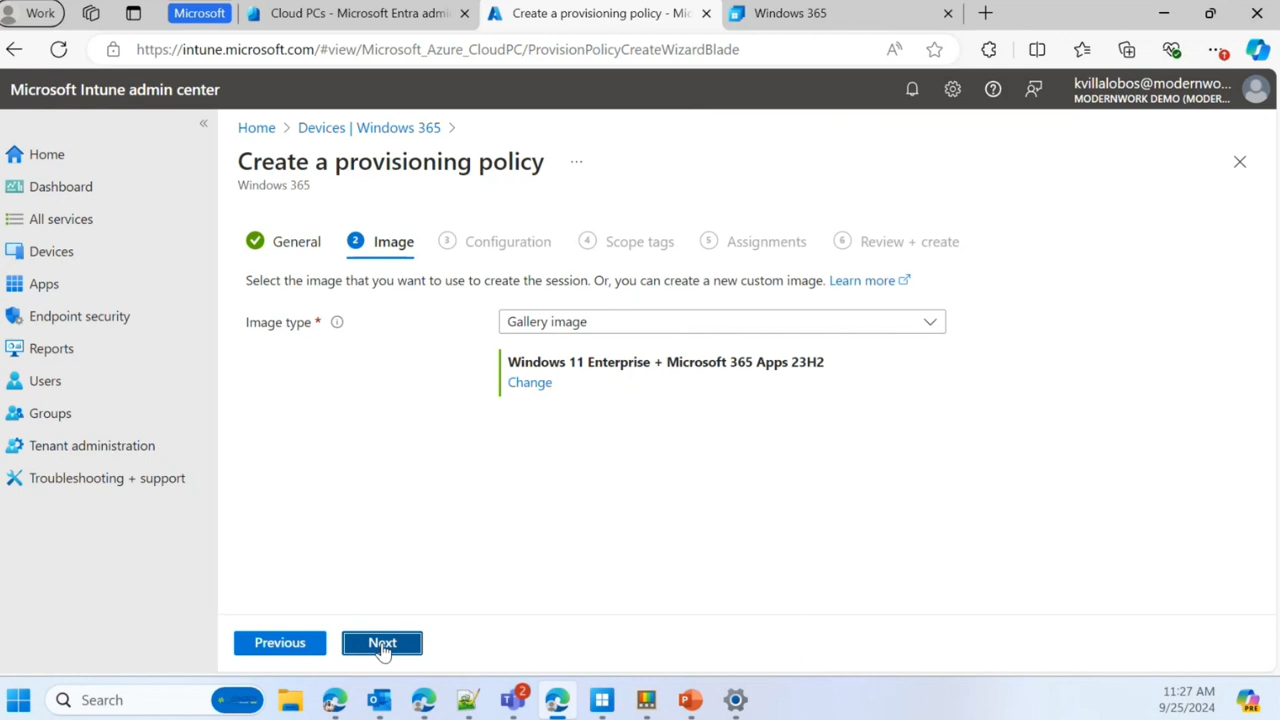 Work
Microsoft
Cloud PCs - Microsoft Entra admi
Create a provisioning policy - Mic
Windows 365
https://intune.microsoft.com/#view/Microsoft_Azure_CloudPC/ProvisionPolicyCreateWizardBlade
Microsoft Intune admin center
kvillalobos@modernwo...
MODERNWORK DEMO (MODER...
Home
Dashboard
All services
Devices
Apps
Endpoint security
Reports
Users
Groups
Tenant administration
Troubleshooting + support
Home > Devices | Windows 365 >
Create a provisioning policy ...
Windows 365
General
2 Image
3 Configuration
4 Scope tags
5 Assignments
6 Review + create
Select the image that you want to use to create the session. Or, you can create a new custom image. Learn more
Image type *
Gallery image
Windows 11 Enterprise + Microsoft 365 Apps 23H2
Change
Previous
Next
Search
2
11:27 AM
9/25/2024
PRE